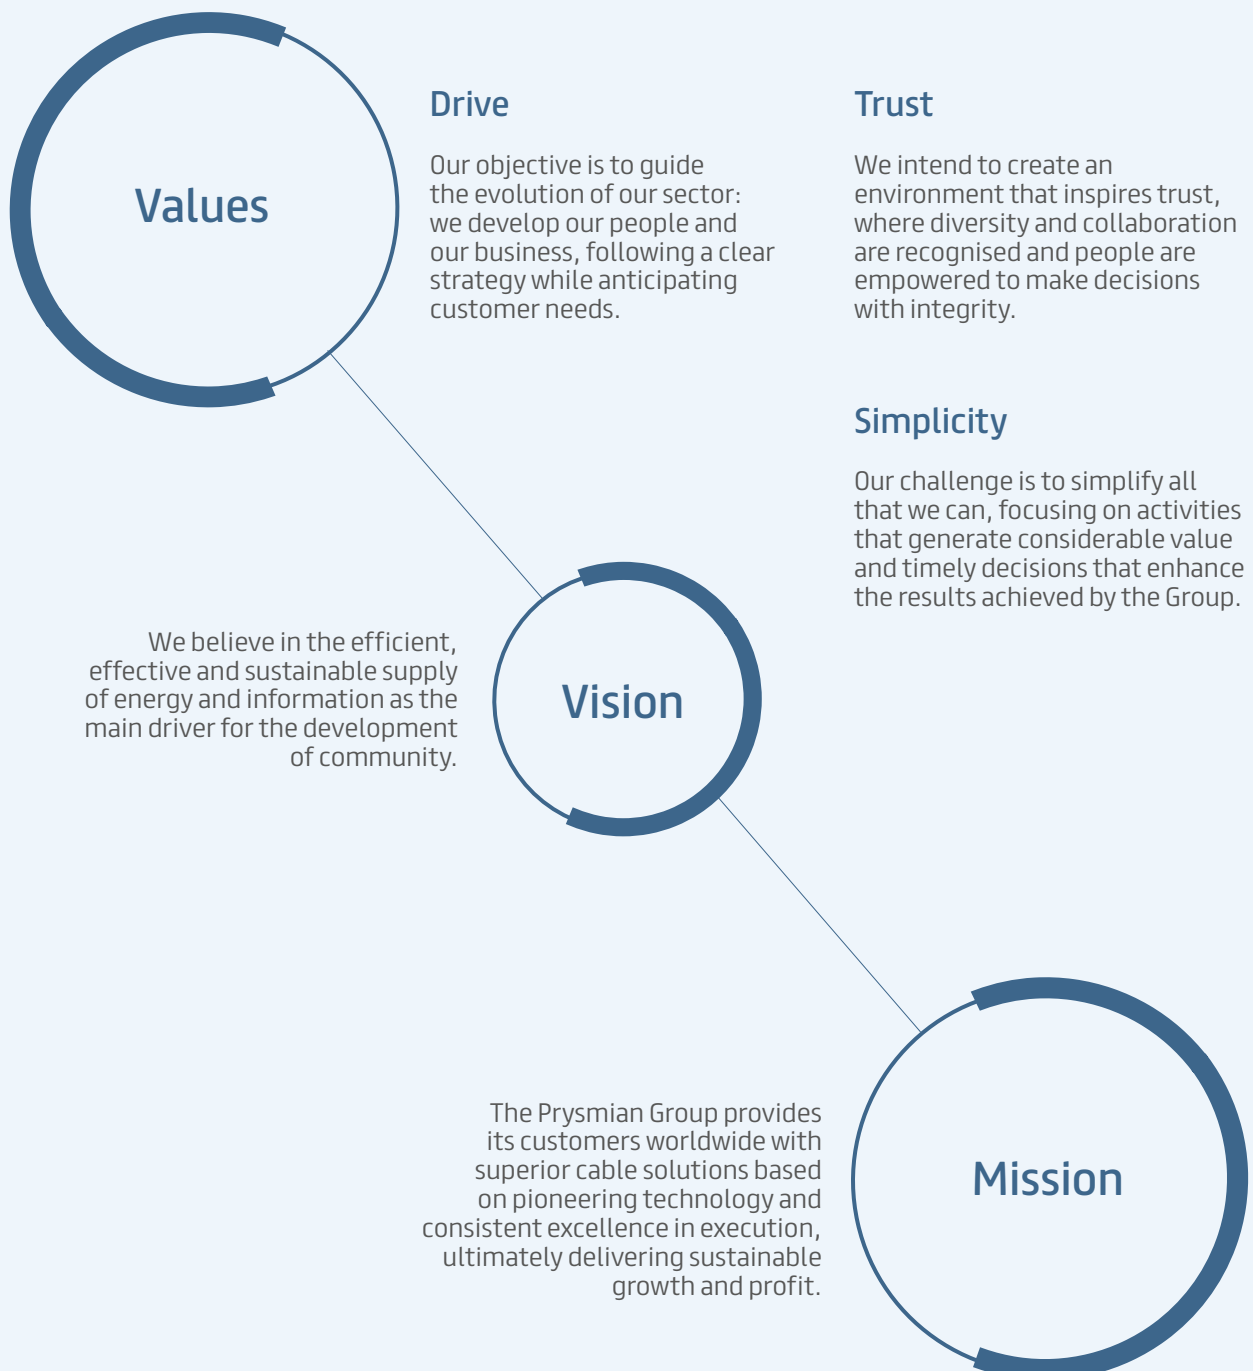 Values
Drive
Our objective is to guide
the evolution of our sector:
we develop our people and
our business, following a clear
strategy while anticipating
customer needs.
Trust
We intend to create an
environment that inspires trust,
where diversity and collaboration
are recognised and people are
empowered to make decisions
with integrity.
Simplicity
Our challenge is to simplify all
that we can, focusing on activities
that generate considerable value
and timely decisions that enhance
the results achieved by the Group.
We believe in the efficient,
effective and sustainable supply
of energy and information as the
main driver for the development
of community.
Vision
The Prysmian Group provides
its customers worldwide with
superior cable solutions based
on pioneering technology and
consistent excellence in execution,
ultimately delivering sustainable
growth and profit.
Mission